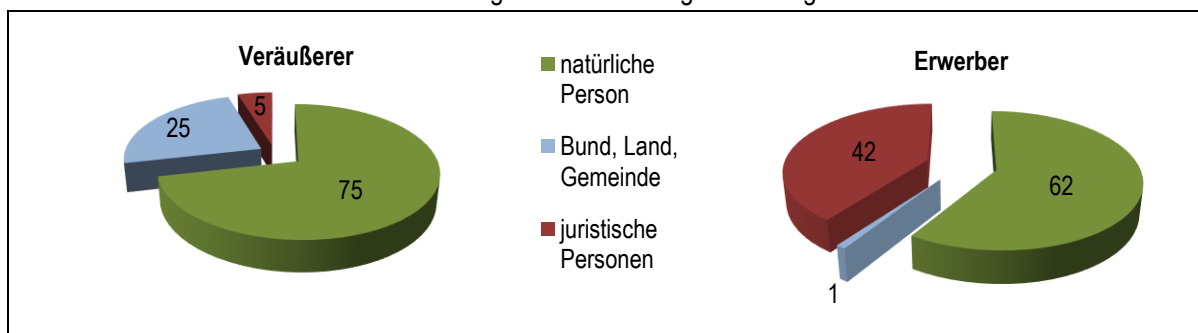 Veräußerer
5
25
75
natürliche
Person
Bund, Land,
Gemeinde
juristische
Personen
Erwerber
42
62
1